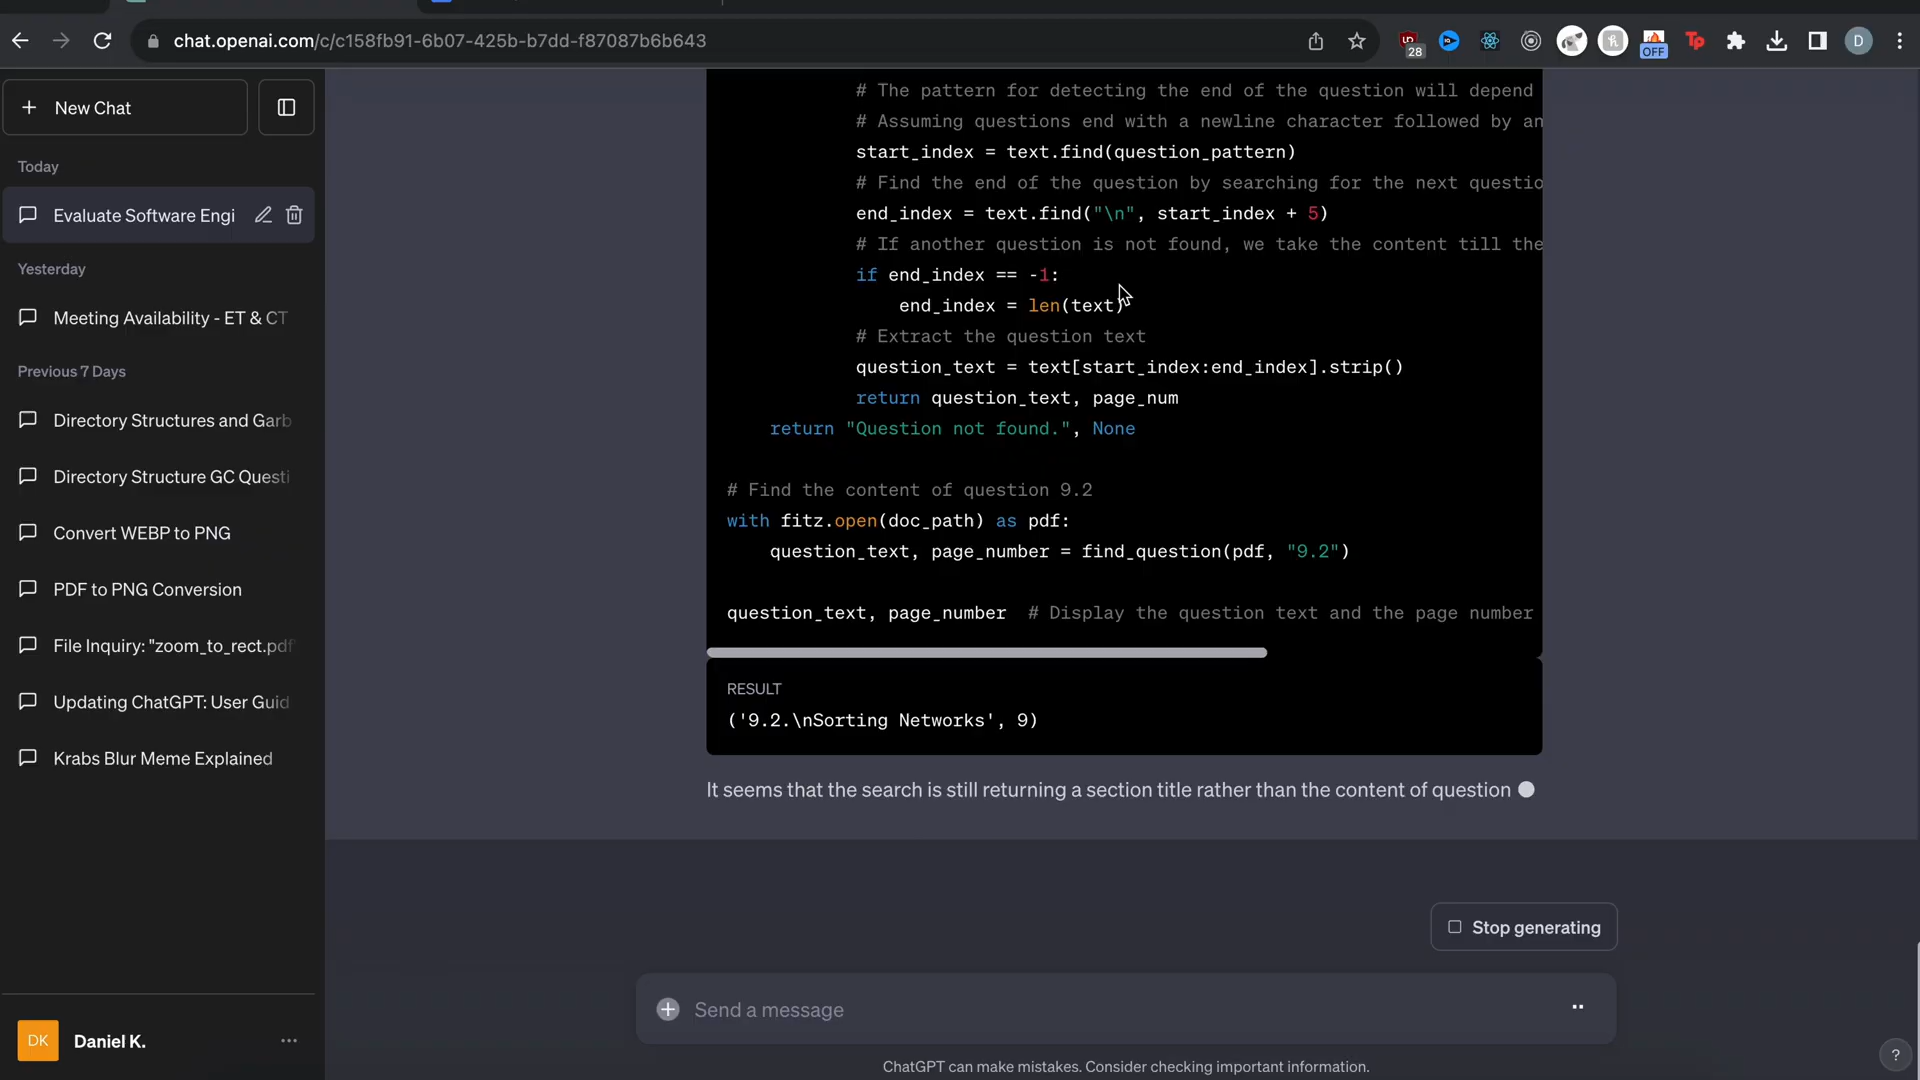 chat.openai.com/c/c158fb91-6b07-425b-b7dd-f87087b6b643
28
OFF
Tp
D
New Chat
Today
Evaluate Software Engi
Yesterday
Meeting Availability - ET & CT
Previous 7 Days
Directory Structures and Garb
Directory Structure GC Questi
Convert WEBP to PNG
PDF to PNG Conversion
File Inquiry: "zoom_to_rect.pdf"
Updating ChatGPT: User Guid
Krabs Blur Meme Explained
DK
Daniel K.
# The pattern for detecting the end of the question will depend
# Assuming questions end with a newline character followed by an
start_index = text.find(question_pattern)
# Find the end of the question by searching for the next questio
end_index = text.find("\n", start_index + 5)
# If another question is not found, we take the content till the
if end_index == -1:
end_index = len(text)
# Extract the question text
question_text = text[start_index:end_index].strip()
return question_text, page_num
return "Question not found.", None
# Find the content of question 9.2
with fitz.open(doc_path) as pdf:
question_text, page_number = find_question(pdf, "9.2")
question_text, page_number # Display the question text and the page number
RESULT
('9.2.\nSorting Networks', 9)
It seems that the search is still returning a section title rather than the content of question
Stop generating
Send a message
ChatGPT can make mistakes. Consider checking important information.
?